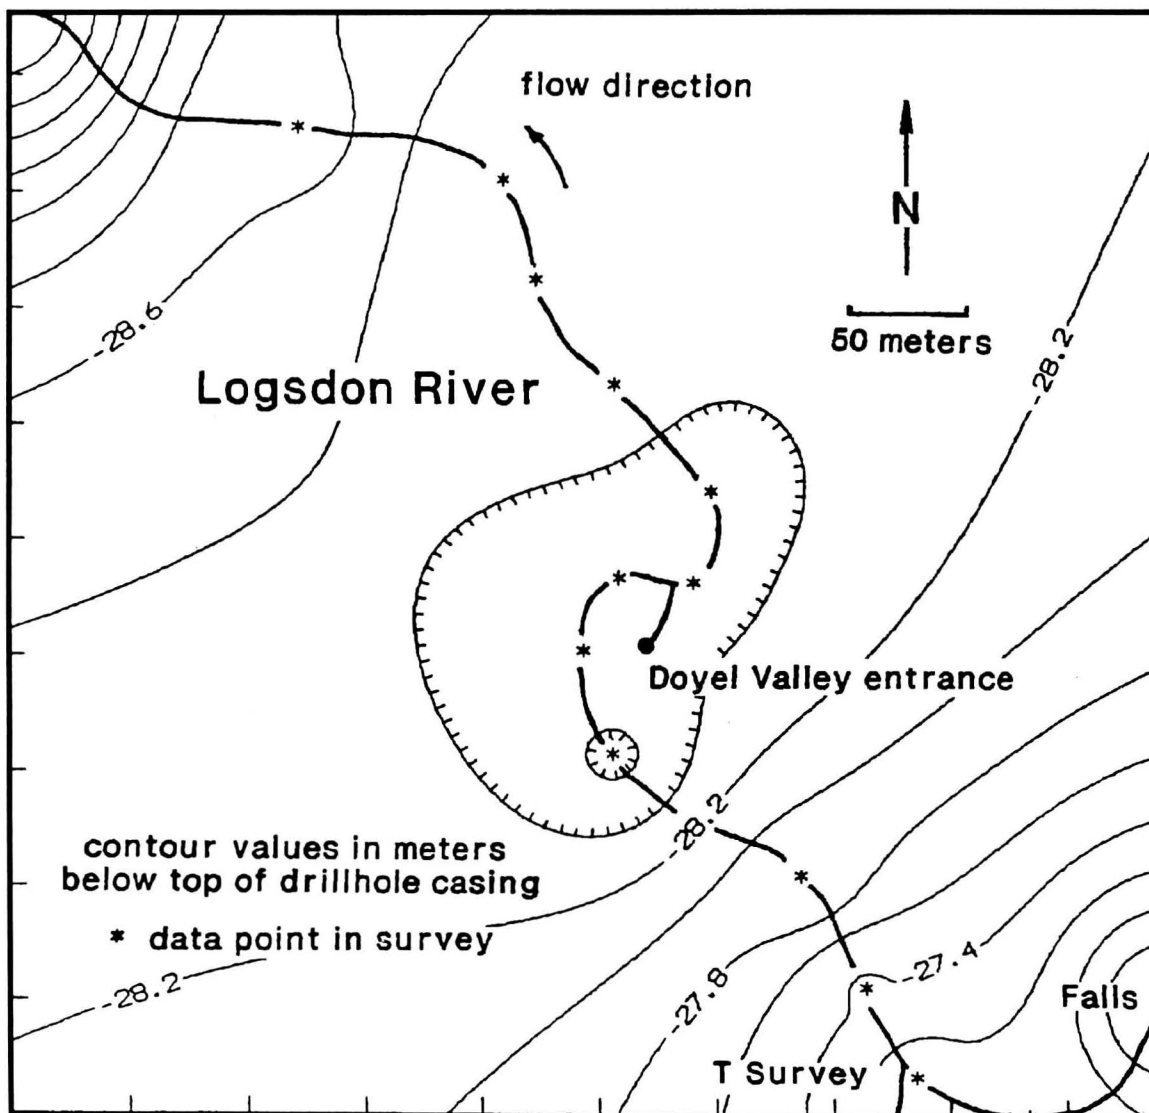 flow direction
N
50 meters
-28.6
-28.2
Logsdon River
Doyel Valley entrance
-28.2
contour values in meters
below top of drillhole casing
* data point in survey
-28.2
-27.8
-27.4
Falls
T Survey